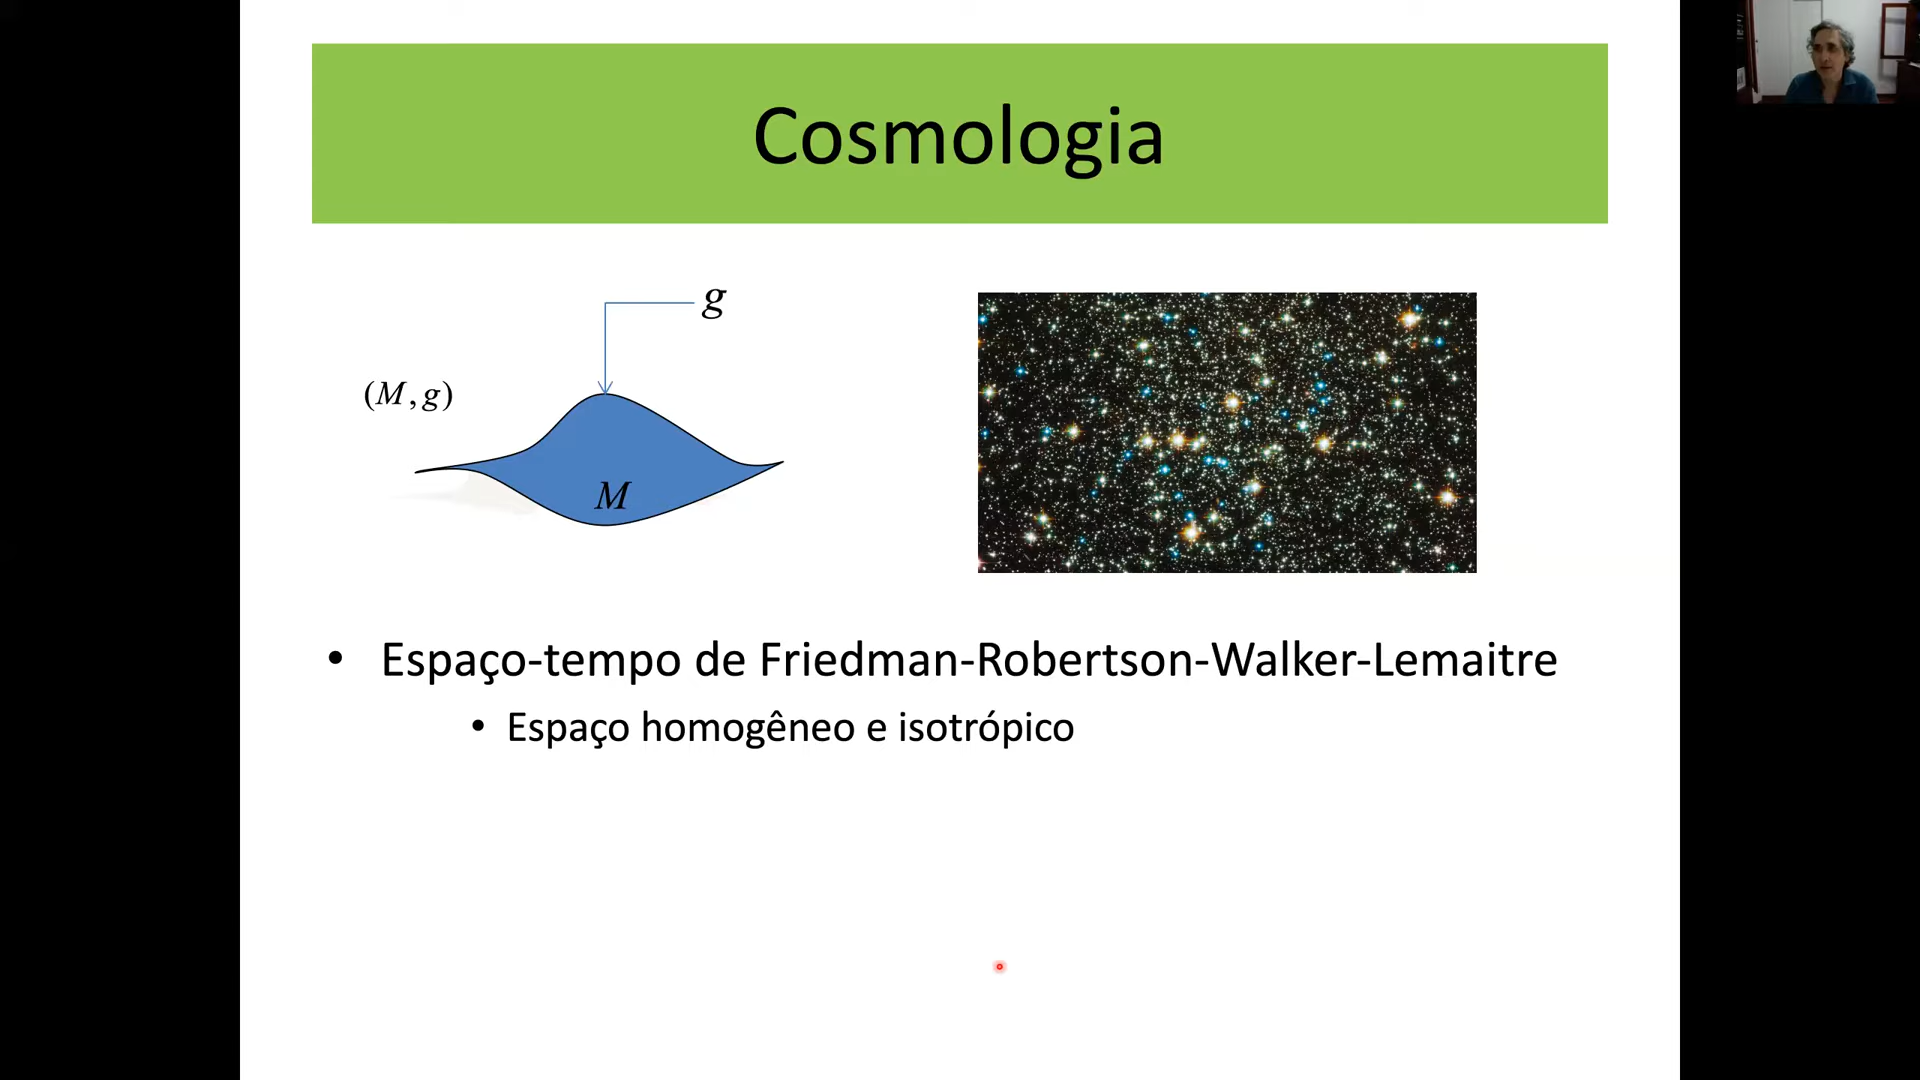 Cosmologia
g
(M, g)
M
• Espaço-tempo de Friedman-Robertson-Walker-Lemaitre
• Espaço homogêneo e isotrópico